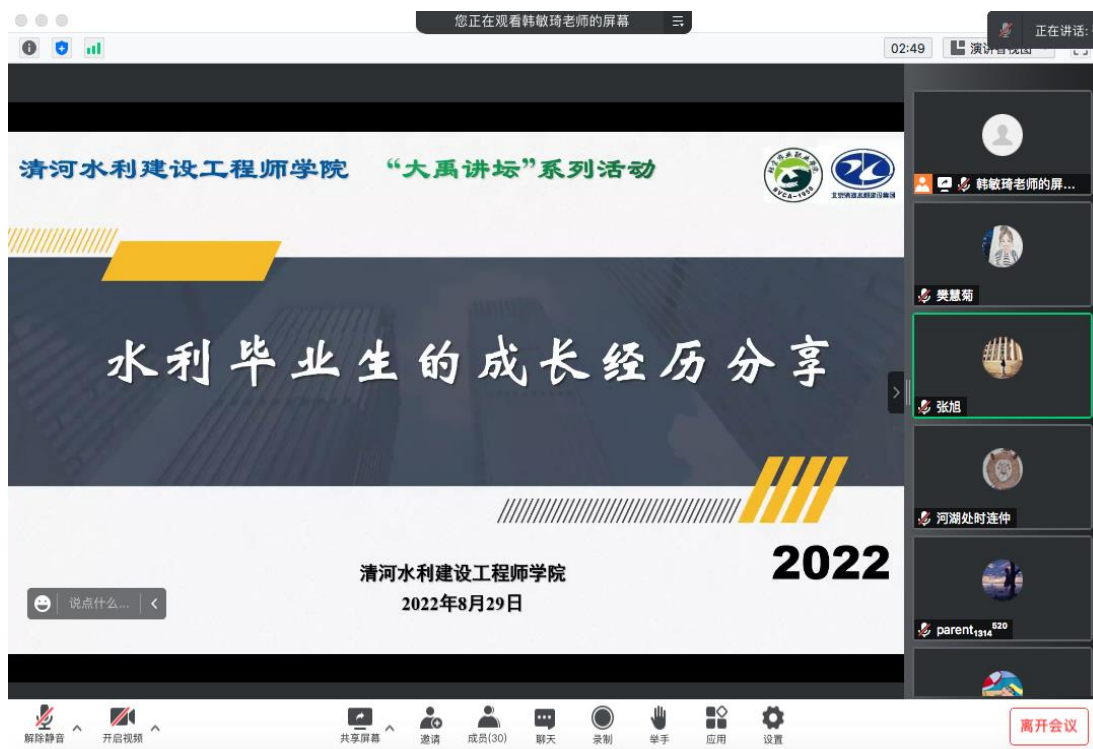 您正在观看韩敏琦老师的屏幕
正在讲话:
02:49
演讲者视图
清河水利建设工程师学院 “大禹讲坛”系列活动
BVCA-1958
韩敏琦老师的屏...
樊慧菊
水利毕业生的成长经历分享
张旭
河湖处时连仲
2022
清河水利建设工程师学院
2022年8月29日
说点什么...
parent1314520
解除静音
开启视频
共享屏幕
邀请
成员(30)
聊天
录制
举手
应用
设置
离开会议